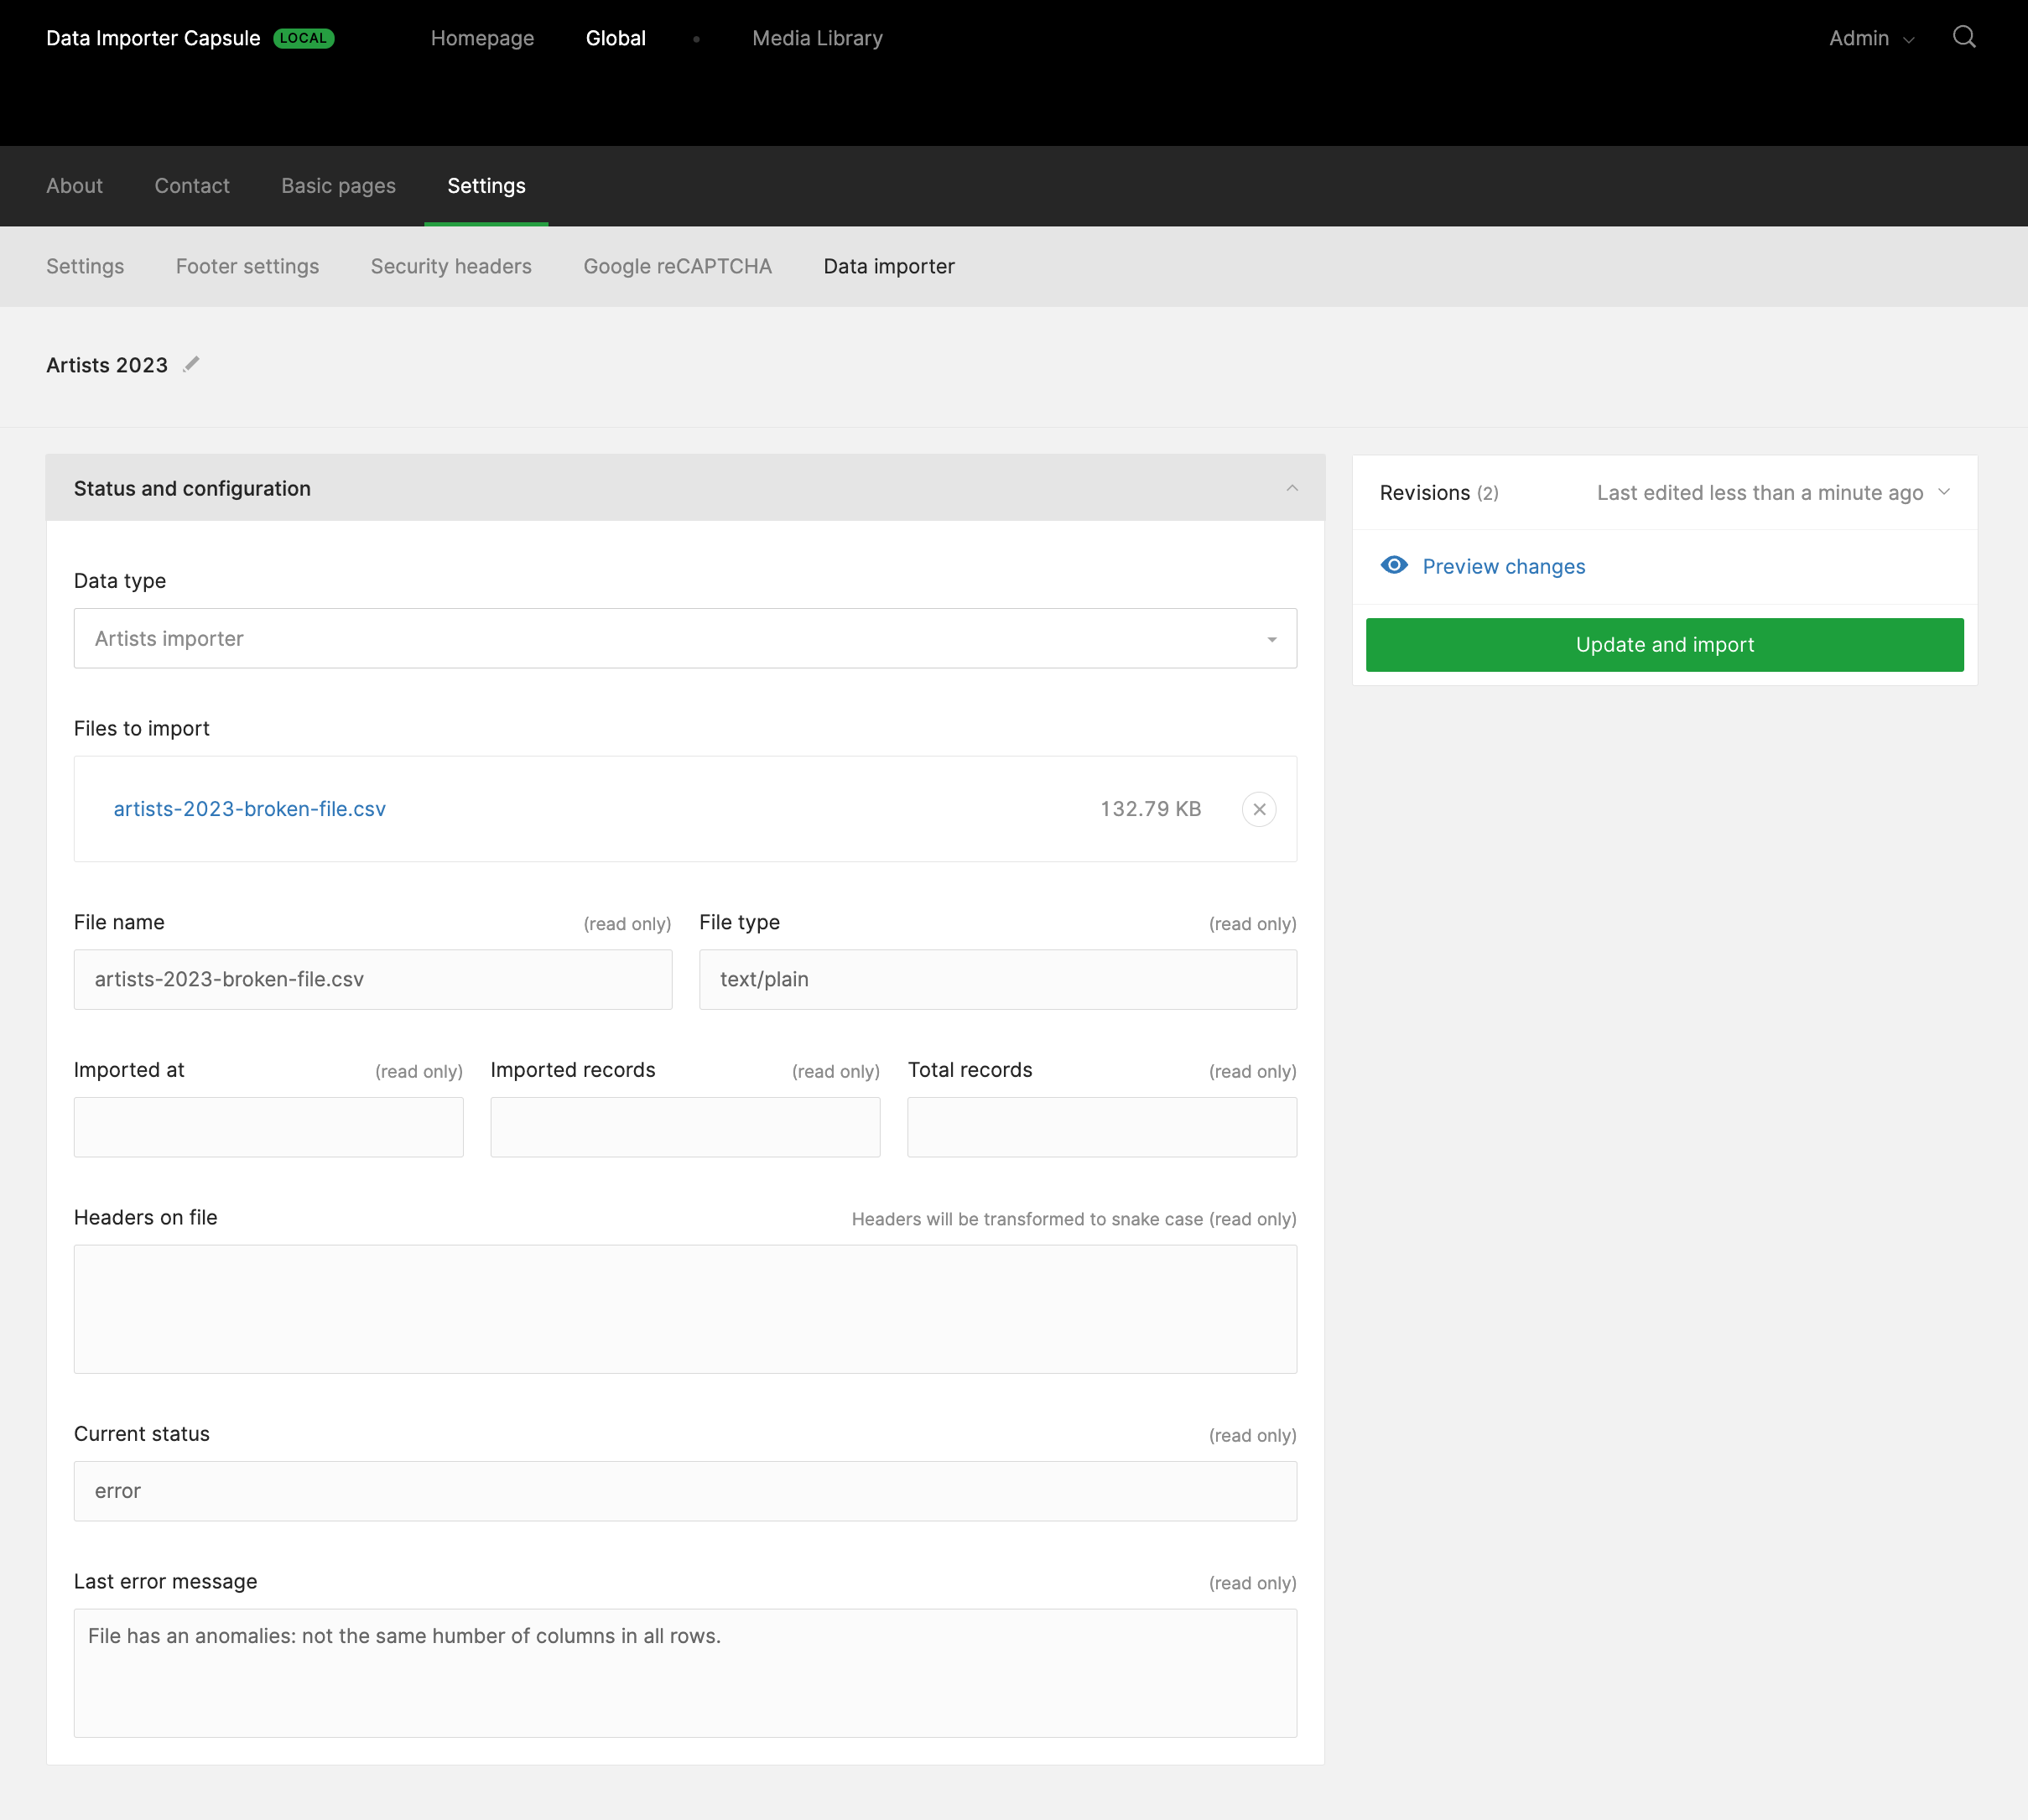 Data Importer Capsule LOCAL Homepage Global • Media Library Admin
About Contact Basic pages Settings
Settings Footer settings Security headers Google reCAPTCHA Data importer
Artists 2023
Status and configuration
Revisions (2) Last edited less than a minute ago
Preview changes
Update and import
Data type
Artists importer
Files to import
artists-2023-broken-file.csv 132.79 KB
File name (read only) File type (read only)
artists-2023-broken-file.csv text/plain
Imported at (read only) Imported records (read only) Total records (read only)
Headers on file Headers will be transformed to snake case (read only)
Current status (read only)
error
Last error message (read only)
File has an anomalies: not the same humber of columns in all rows.